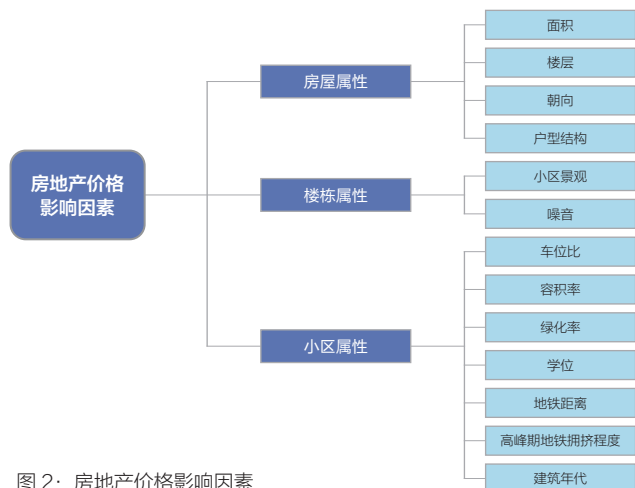 房地产价格
影响因素
房屋属性
面积
楼层
朝向
户型结构
楼栋属性
小区景观
噪音
小区属性
车位比
容积率
绿化率
学位
地铁距离
高峰期地铁拥挤程度
建筑年代
图 2: 房地产价格影响因素